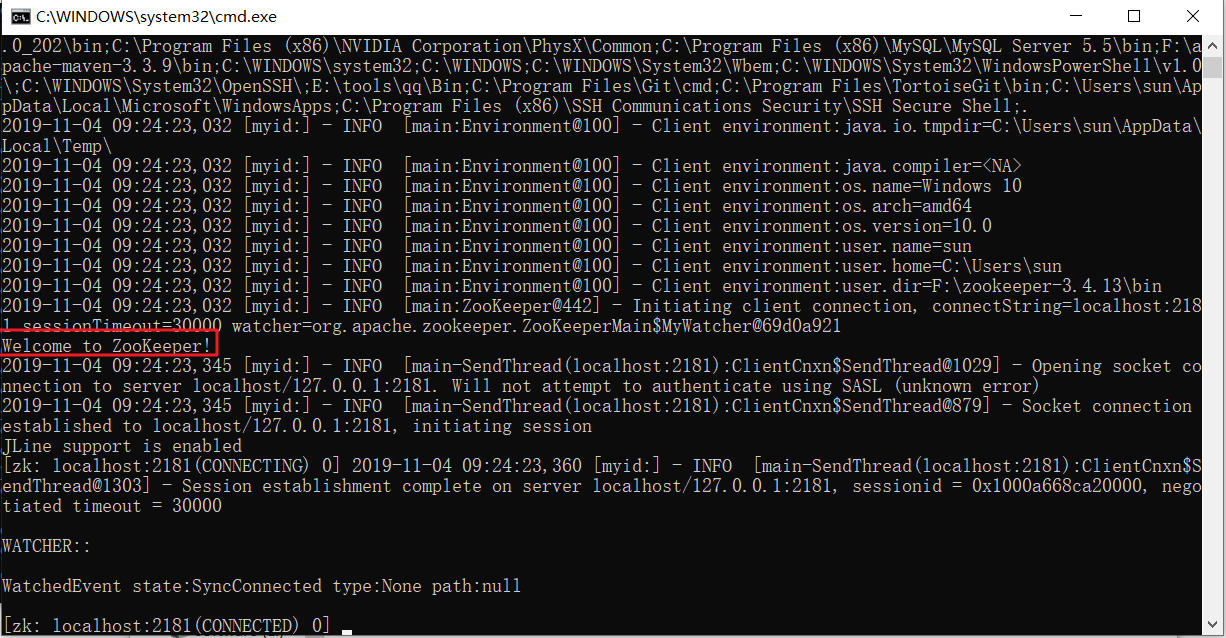 C:\WINDOWS\system32\cmd.exe
.0_202\bin;C:\Program Files (x86)\NVIDIA Corporation\PhysX\Common;C:\Program Files (x86)\MySQL\MySQL Server 5.5\bin;F:\a
pache-maven-3.3.9\bin;C:\WINDOWS\system32;C:\WINDOWS;C:\WINDOWS\System32\Wbem;C:\WINDOWS\System32\WindowsPowerShell\v1.0
\;C:\WINDOWS\System32\OpenSSH\;E:\tools\qq\Bin;C:\Program Files\Git\cmd;C:\Program Files\TortoiseGit\bin;C:\Users\sun\Ap
pData\Local\Microsoft\WindowsApps;C:\Program Files (x86)\SSH Communications Security\SSH Secure Shell;.
2019-11-04 09:24:23,032 [myid:] - INFO  [main:Environment@100] - Client environment:java.io.tmpdir=C:\Users\sun\AppData\
Local\Temp\
2019-11-04 09:24:23,032 [myid:] - INFO  [main:Environment@100] - Client environment:java.compiler=<NA>
2019-11-04 09:24:23,032 [myid:] - INFO  [main:Environment@100] - Client environment:os.name=Windows 10
2019-11-04 09:24:23,032 [myid:] - INFO  [main:Environment@100] - Client environment:os.arch=amd64
2019-11-04 09:24:23,032 [myid:] - INFO  [main:Environment@100] - Client environment:os.version=10.0
2019-11-04 09:24:23,032 [myid:] - INFO  [main:Environment@100] - Client environment:user.name=sun
2019-11-04 09:24:23,032 [myid:] - INFO  [main:Environment@100] - Client environment:user.home=C:\Users\sun
2019-11-04 09:24:23,032 [myid:] - INFO  [main:Environment@100] - Client environment:user.dir=F:\zookeeper-3.4.13\bin
2019-11-04 09:24:23,032 [myid:] - INFO  [main:ZooKeeper@442] - Initiating client connection, connectString=localhost:218
1 sessionTimeout=30000 watcher=org.apache.zookeeper.ZooKeeperMain$MyWatcher@69d0a921
Welcome to ZooKeeper!
2019-11-04 09:24:23,345 [myid:] - INFO  [main-SendThread(localhost:2181):ClientCnxn$SendThread@1029] - Opening socket co
nnection to server localhost/127.0.0.1:2181. Will not attempt to authenticate using SASL (unknown error)
2019-11-04 09:24:23,345 [myid:] - INFO  [main-SendThread(localhost:2181):ClientCnxn$SendThread@879] - Socket connection
established to localhost/127.0.0.1:2181, initiating session
JLine support is enabled
[zk: localhost:2181(CONNECTING) 0] 2019-11-04 09:24:23,360 [myid:] - INFO  [main-SendThread(localhost:2181):ClientCnxn$S
endThread@1303] - Session establishment complete on server localhost/127.0.0.1:2181, sessionid = 0x1000a668ca20000, nego
tiated timeout = 30000
WATCHER::
WatchedEvent state:SyncConnected type:None path:null
[zk: localhost:2181(CONNECTED) 0]